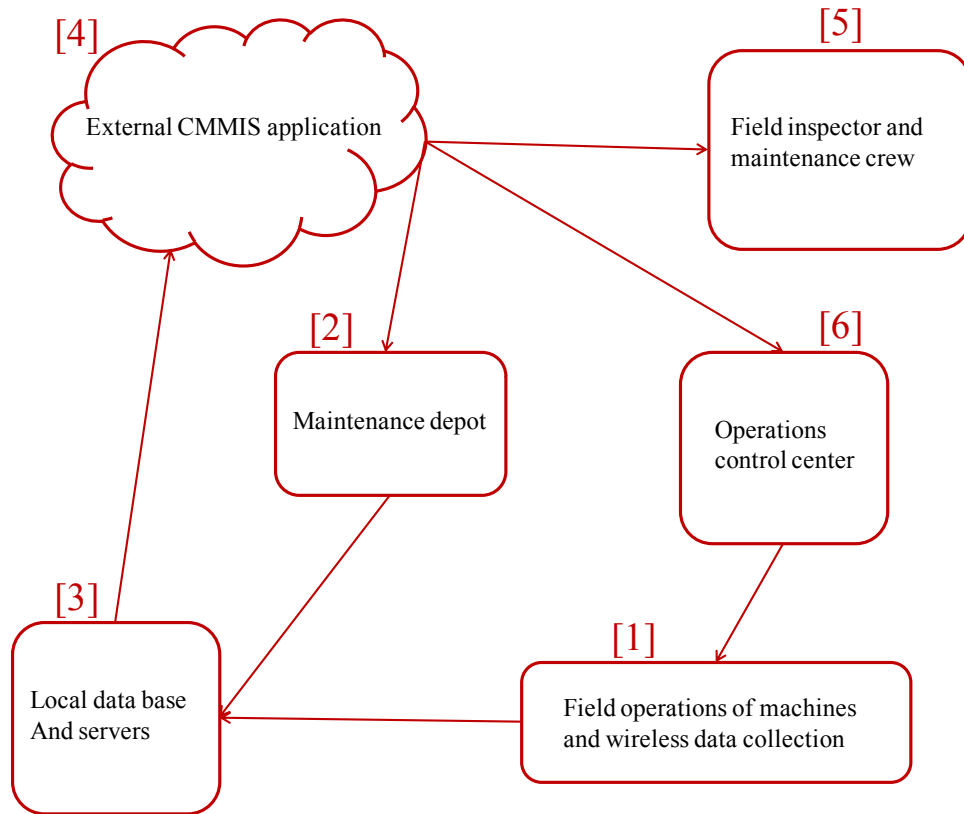 [4]
External CMMIS application
[5]
Field inspector and
maintenance crew
[2]
Maintenance depot
[6]
Operations
control center
[3]
Local data base
And servers
[1]
Field operations of machines
and wireless data collection